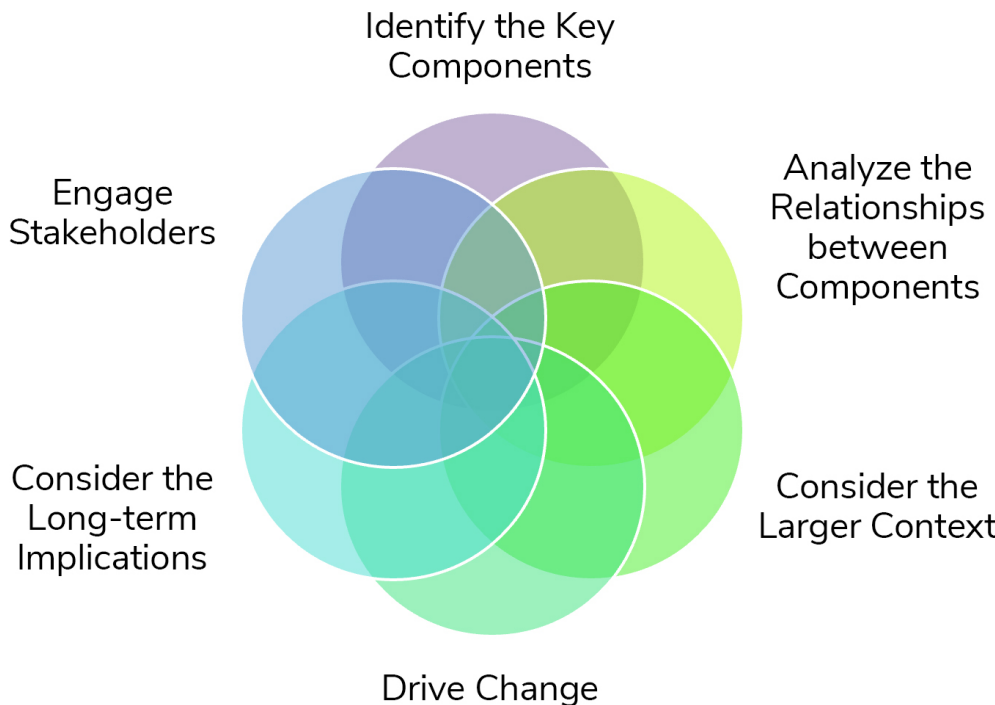 Identify the Key
Components
Analyze the
Relationships
between
Components
Consider the
Larger Context
Drive Change
Consider the
Long-term
Implications
Engage
Stakeholders